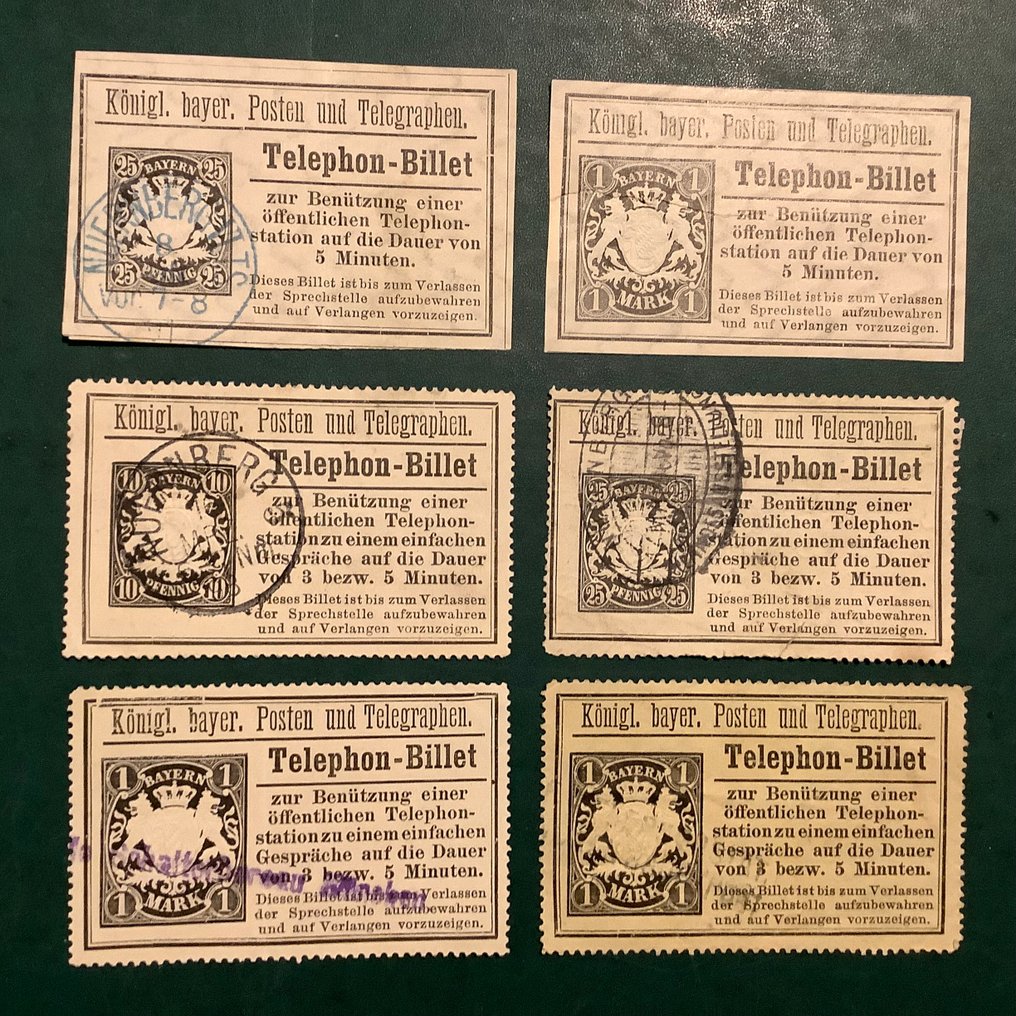 Königl. bayer. Posten und Telegraphen.
25 BAYERN 25
25 PFENNIG 25
Telephon-Billet
zur Benützung einer
öffentlichen Telephon-
station auf die Dauer von
5 Minuten.
Dieses Billet ist bis zum Verlassen
der Sprechstelle aufzubewahren
und auf Verlangen vorzuzeigen.
8
Vor. 7-8
Königl. bayer. Posten und Telegraphen.
1 BAYERN 1
1 MARK 1
Telephon-Billet
zur Benützung einer
öffentlichen Telephon-
station auf die Dauer von
5 Minuten.
Dieses Billet ist bis zum Verlassen
der Sprechstelle aufzubewahren
und auf Verlangen vorzuzeigen.
Königl. bayer. Posten und Telegraphen.
10 BAYERN 10
10 PFENNIG 10
Telephon-Billet
zur Benützung einer
öffentlichen Telephon-
station zu einem einfachen
Gespräche auf die Dauer
von 3 bezw. 5 Minuten.
Dieses Billet ist bis zum Verlassen
der Sprechstelle aufzubewahren
und auf Verlangen vorzuzeigen.
Königl. bayer. Posten und Telegraphen.
25 BAYERN 25
25 PFENNIG 25
Telephon-Billet
zur Benützung einer
öffentlichen Telephon-
station zu einem einfachen
Gespräche auf die Dauer
von 3 bezw. 5 Minuten.
Dieses Billet ist bis zum Verlassen
der Sprechstelle aufzubewahren
und auf Verlangen vorzuzeigen.
Königl. bayer. Posten und Telegraphen.
1 BAYERN 1
1 MARK 1
Telephon-Billet
zur Benützung einer
öffentlichen Telephon-
station zu einem einfachen
Gespräche auf die Dauer
von 3 bezw. 5 Minuten.
Dieses Billet ist bis zum Verlassen
der Sprechstelle aufzubewahren
und auf Verlangen vorzuzeigen.
Königl. bayer. Posten und Telegraphen.
1 BAYERN 1
1 MARK 1
Telephon-Billet
zur Benützung einer
öffentlichen Telephon-
station zu einem einfachen
Gespräche auf die Dauer
von 3 bezw. 5 Minuten.
Dieses Billet ist bis zum Verlassen
der Sprechstelle aufzubewahren
und auf Verlangen vorzuzeigen.